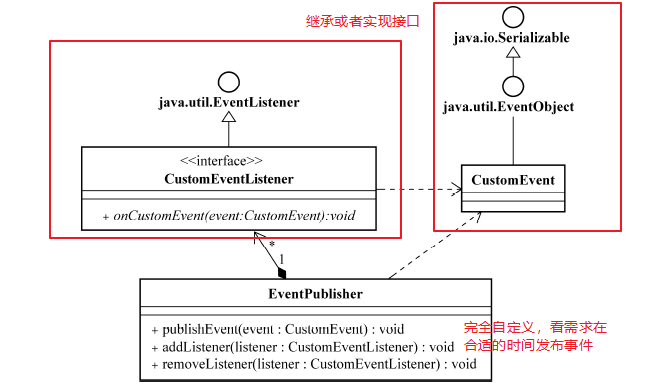 继承或者实现接口
java.io.Serializable
java.util.EventListener
java.util.EventObject
<<interface>>
CustomEventListener
+ onCustomEvent(event:CustomEvent):void
CustomEvent
*
1
EventPublisher
+ publishEvent(event : CustomEvent) : void
+ addListener(listener : CustomEventListener) : void
+ removeListener(listener : CustomEventListener) : void
完全自定义，看需求在
合适的时间发布事件